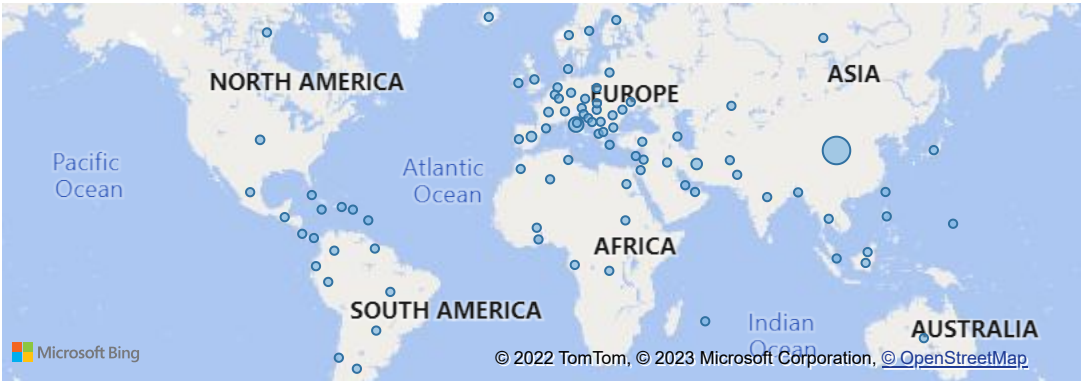 NORTH AMERICA
EUROPE
ASIA
Pacific
Ocean
Atlantic
Ocean
AFRICA
SOUTH AMERICA
Indian
Ocean
AUSTRALIA
Microsoft Bing
© 2022 TomTom, © 2023 Microsoft Corporation, © OpenStreetMap